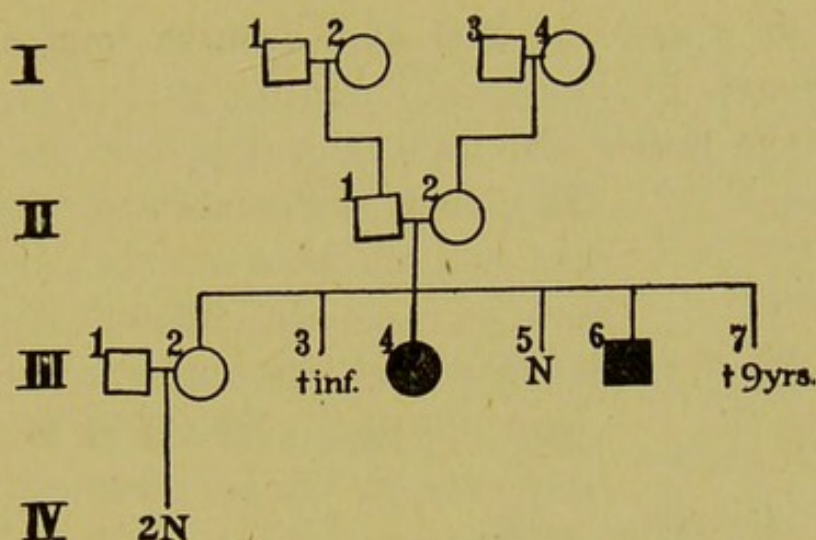 I 1 2 3 4
II 1 2
III 1 2 3 4 5 6 7
†inf. N †9yrs.
IV 2N